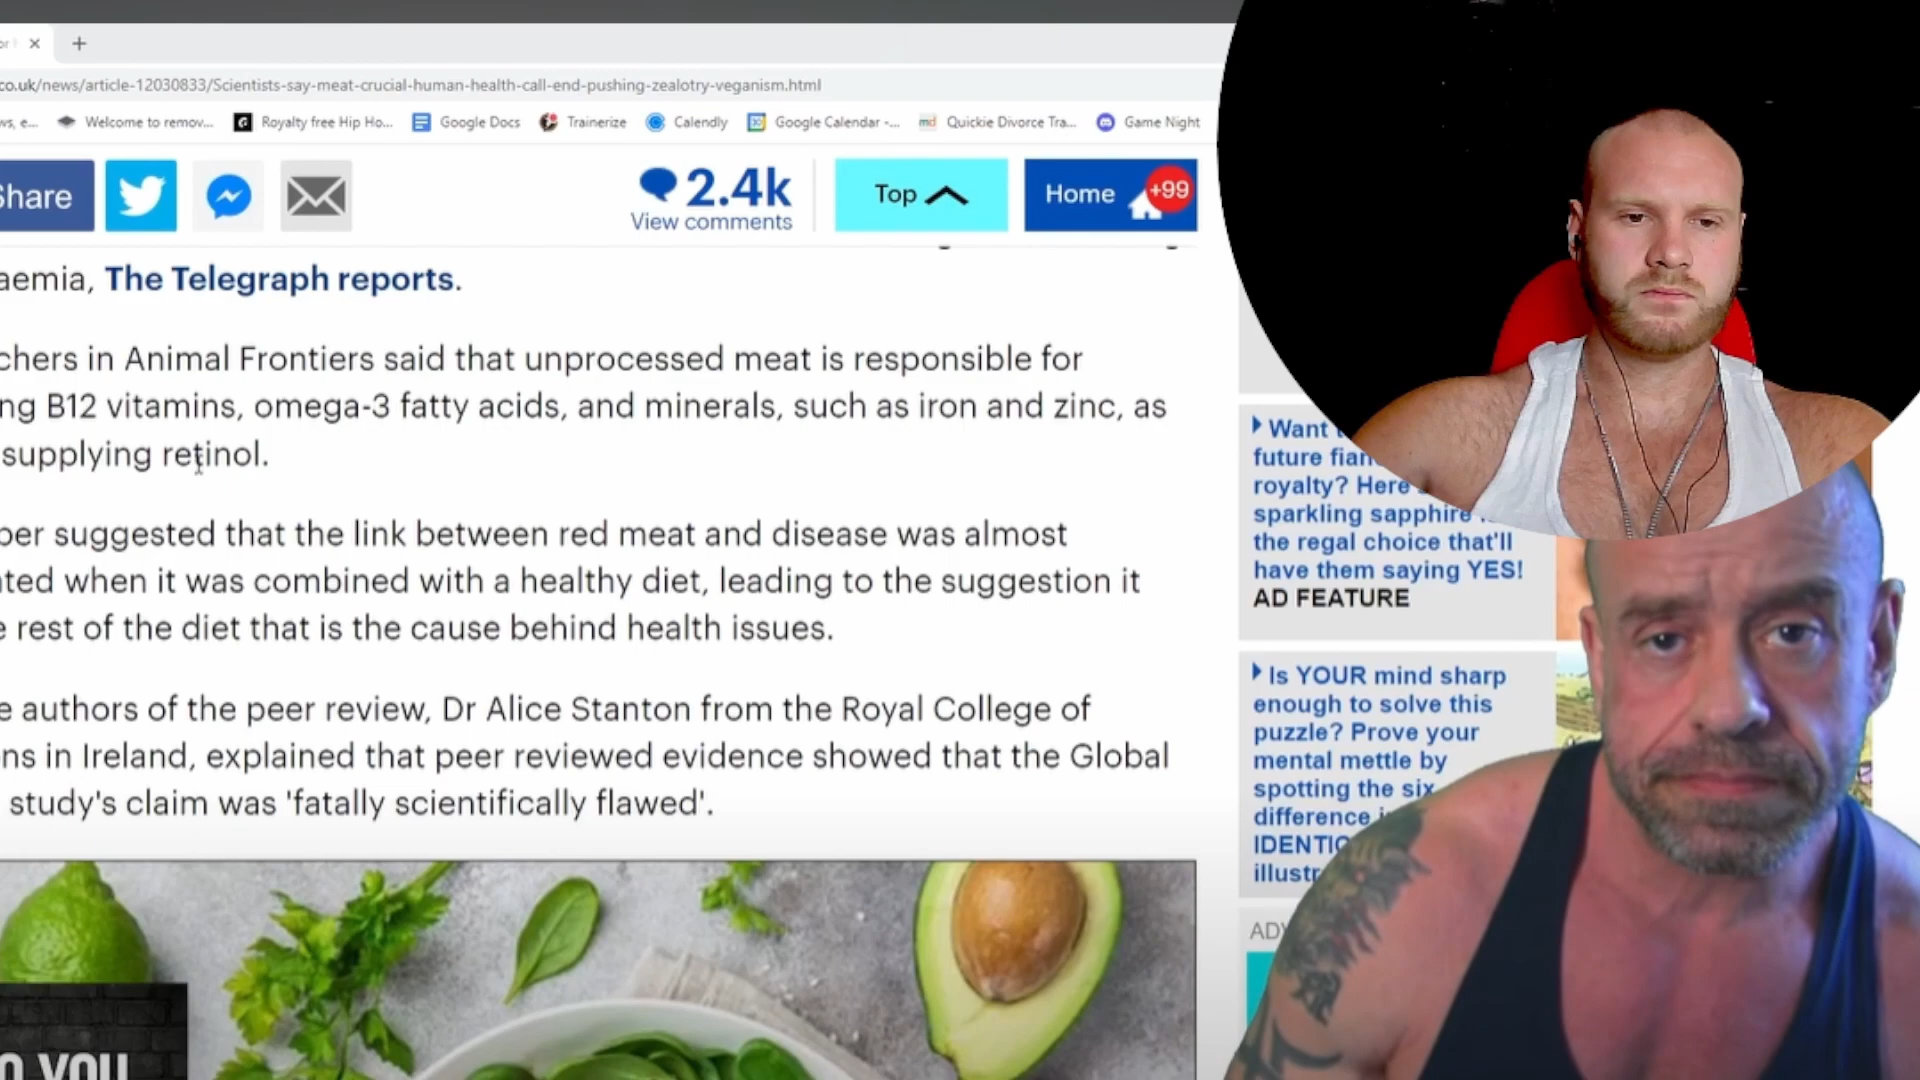 co.uk/news/article-12030833/Scientists-say-meat-crucial-human-health-call-end-pushing-zealotry-veganism.html
ws, e... Welcome to remov... Royalty free Hip Ho... Google Docs Trainerize Calendly Google Calendar -... md Quickie Divorce Tra... Game Night
Share
2.4k
View comments
Top
Home +99
aemia, The Telegraph reports.
chers in Animal Frontiers said that unprocessed meat is responsible for
ng B12 vitamins, omega-3 fatty acids, and minerals, such as iron and zinc, as
supplying retinol.
per suggested that the link between red meat and disease was almost
ated when it was combined with a healthy diet, leading to the suggestion it
e rest of the diet that is the cause behind health issues.
e authors of the peer review, Dr Alice Stanton from the Royal College of
ns in Ireland, explained that peer reviewed evidence showed that the Global
study's claim was 'fatally scientifically flawed'.
Want
future fian
royalty? Here
sparkling sapphire
the regal choice that'll
have them saying YES!
AD FEATURE
Is YOUR mind sharp
enough to solve this
puzzle? Prove your
mental mettle by
spotting the six
difference
IDENTIC
illustr
ADV
O YOU